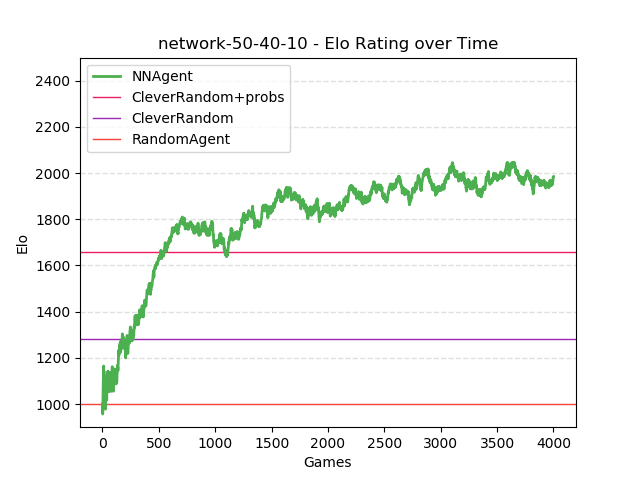 network-50-40-10 - Elo Rating over Time
NNAgent
CleverRandom+probs
CleverRandom
RandomAgent
Elo
2400
2200
2000
1800
1600
1400
1200
1000
0 500 1000 1500 2000 2500 3000 3500 4000
Games